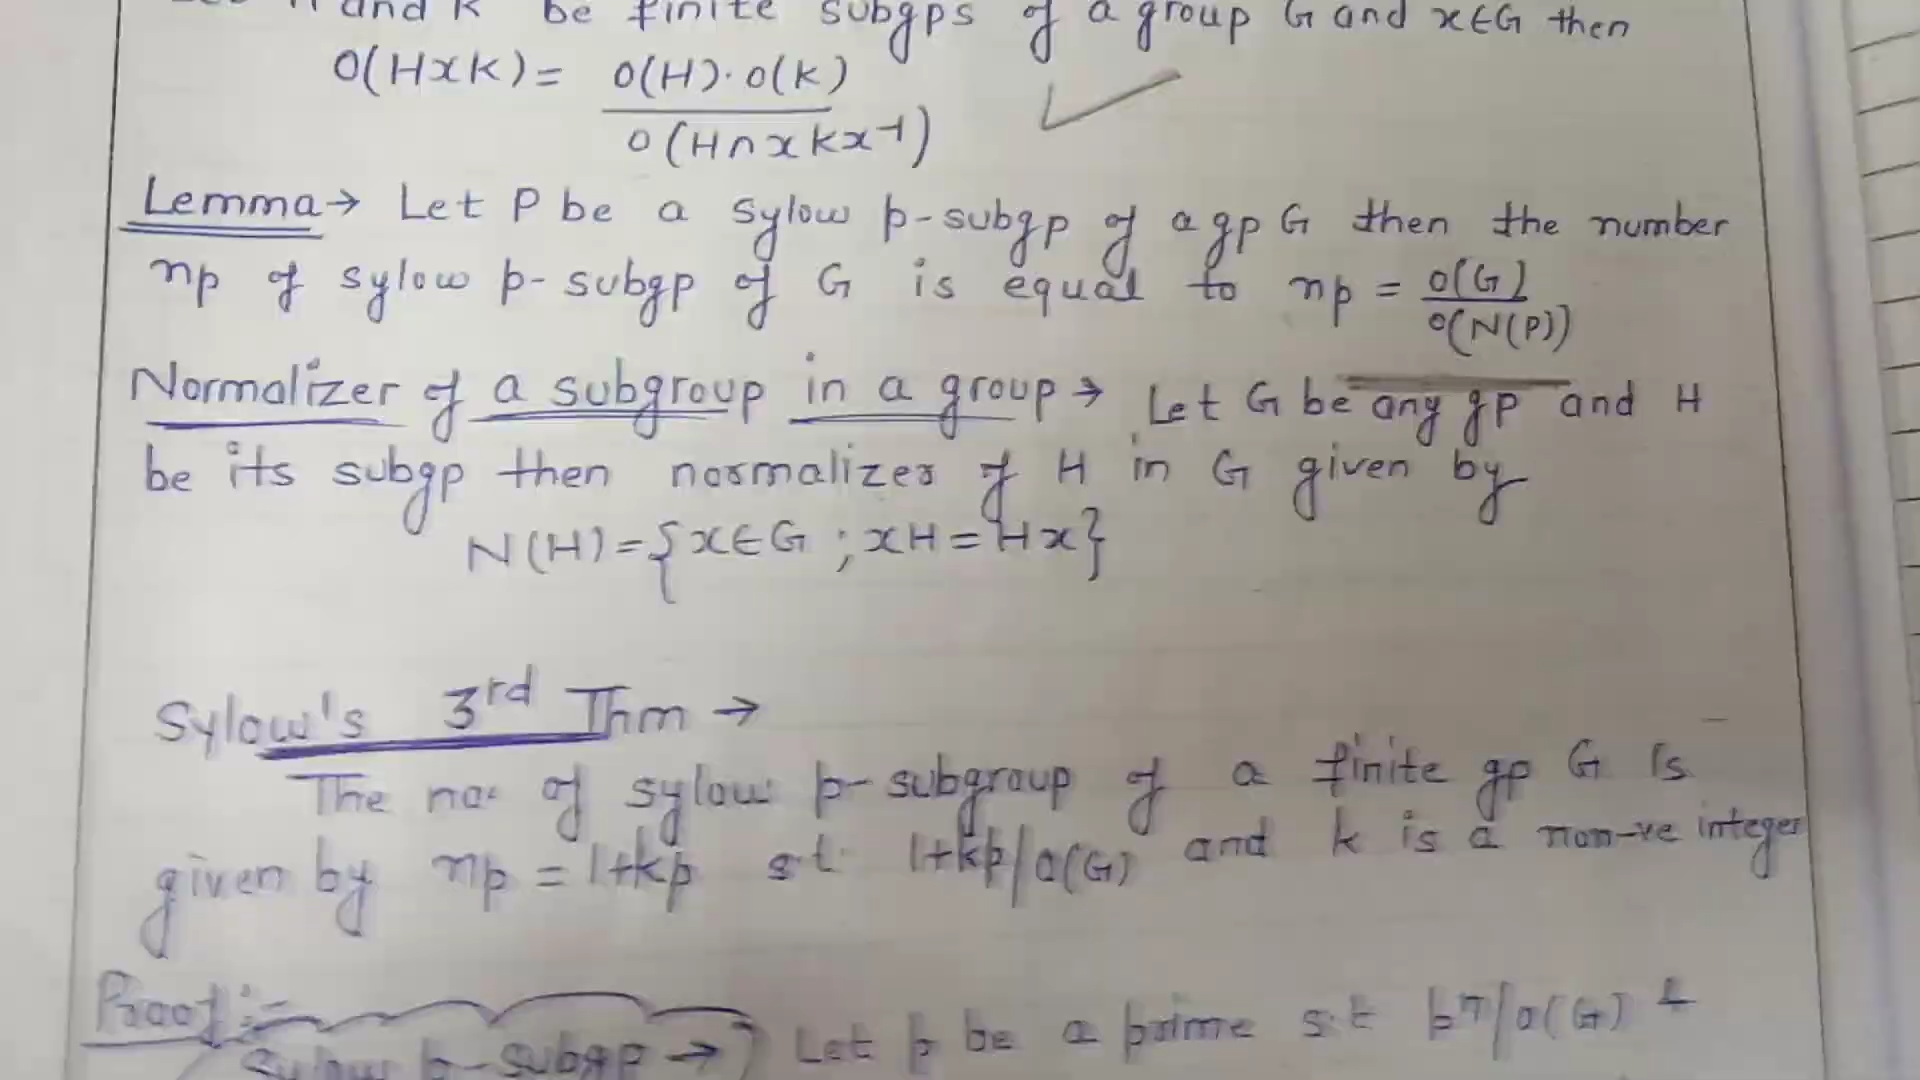 Let H and K be finite subgps of a group G and x∈G then
O(HxK) = O(H)·O(K)
O(H∩xKx-1)
Lemma→ Let P be a sylow p-subgp of a gp G then the number
np of sylow p-subgp of G is equal to np = O(G)
O(N(P))
Normalizer of a subgroup in a group→ Let G be any gp and H
be its subgp then normalizer of H in G given by
N(H)={x∈G ; xH=Hx}
Sylow's 3rd Thm →
The no. of sylow p-subgroup of a finite gp G is
given by np = 1+kp s.t. 1+kp/O(G) and k is a non-ve integer
Proof:-
Sylow p-subgp → Let p be a prime s.t pn/O(G) &